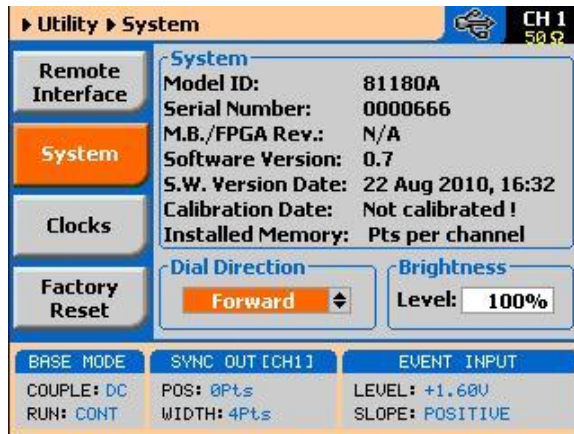 Utility ▶ System
CH 1
50 Ω
Remote Interface
System
Clocks
Factory Reset
System
Model ID: 81180A
Serial Number: 0000666
M.B./FPGA Rev.: N/A
Software Version: 0.7
S.W. Version Date: 22 Aug 2010, 16:32
Calibration Date: Not calibrated !
Installed Memory: Pts per channel
Dial Direction
Forward
Brightness
Level: 100%
BASE MODE
COUPLE: DC
RUN: CONT
SYNC OUT [CH1]
POS: 0Pts
WIDTH: 4Pts
EVENT INPUT
LEVEL: +1.60V
SLOPE: POSITIVE